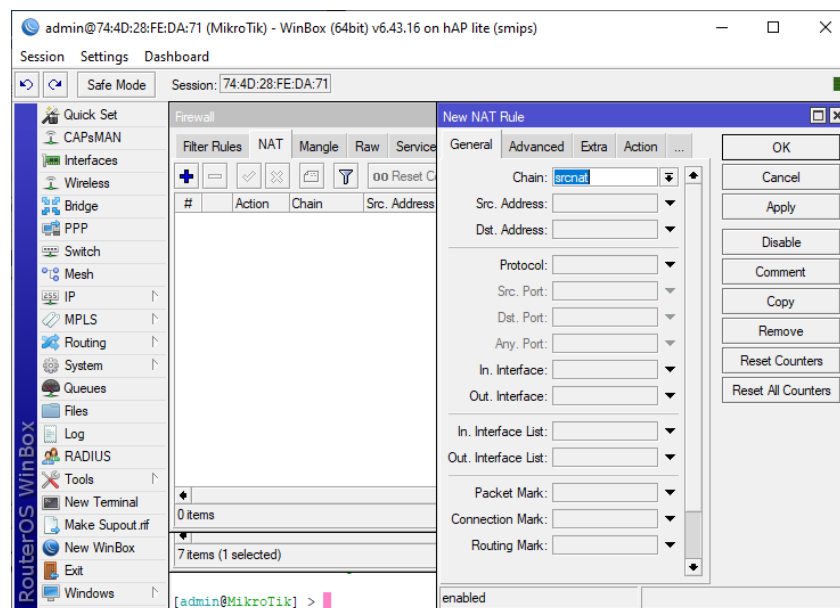 admin@74:4D:28:FE:DA:71 (MikroTik) - WinBox (64bit) v6.43.16 on hAP lite (smips)
Session Settings Dashboard
Safe Mode Session: 74:4D:28:FE:DA:71
RouterOS WinBox
Quick Set
CAPsMAN
Interfaces
Wireless
Bridge
PPP
Switch
Mesh
IP
MPLS
Routing
System
Queues
Files
Log
RADIUS
Tools
New Terminal
Make Supout.rif
New WinBox
Exit
Windows
Firewall
Filter Rules NAT Mangle Raw Service
00 Reset C
# Action Chain Src. Address
0 items
7 items (1 selected)
[admin@MikroTik] >
New NAT Rule
General Advanced Extra Action ...
Chain: srcnat
Src. Address:
Dst. Address:
Protocol:
Src. Port:
Dst. Port:
Any. Port:
In. Interface:
Out. Interface:
In. Interface List:
Out. Interface List:
Packet Mark:
Connection Mark:
Routing Mark:
enabled
OK
Cancel
Apply
Disable
Comment
Copy
Remove
Reset Counters
Reset All Counters